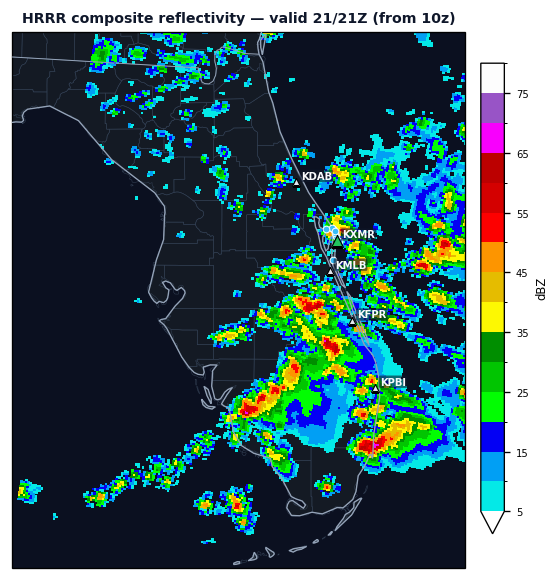 HRRR composite reflectivity — valid 21/21Z (from 10z)
KDAB
KXMR
KMLB
KFPR
KPBI
75
65
55
45
35
25
15
5
dBZ